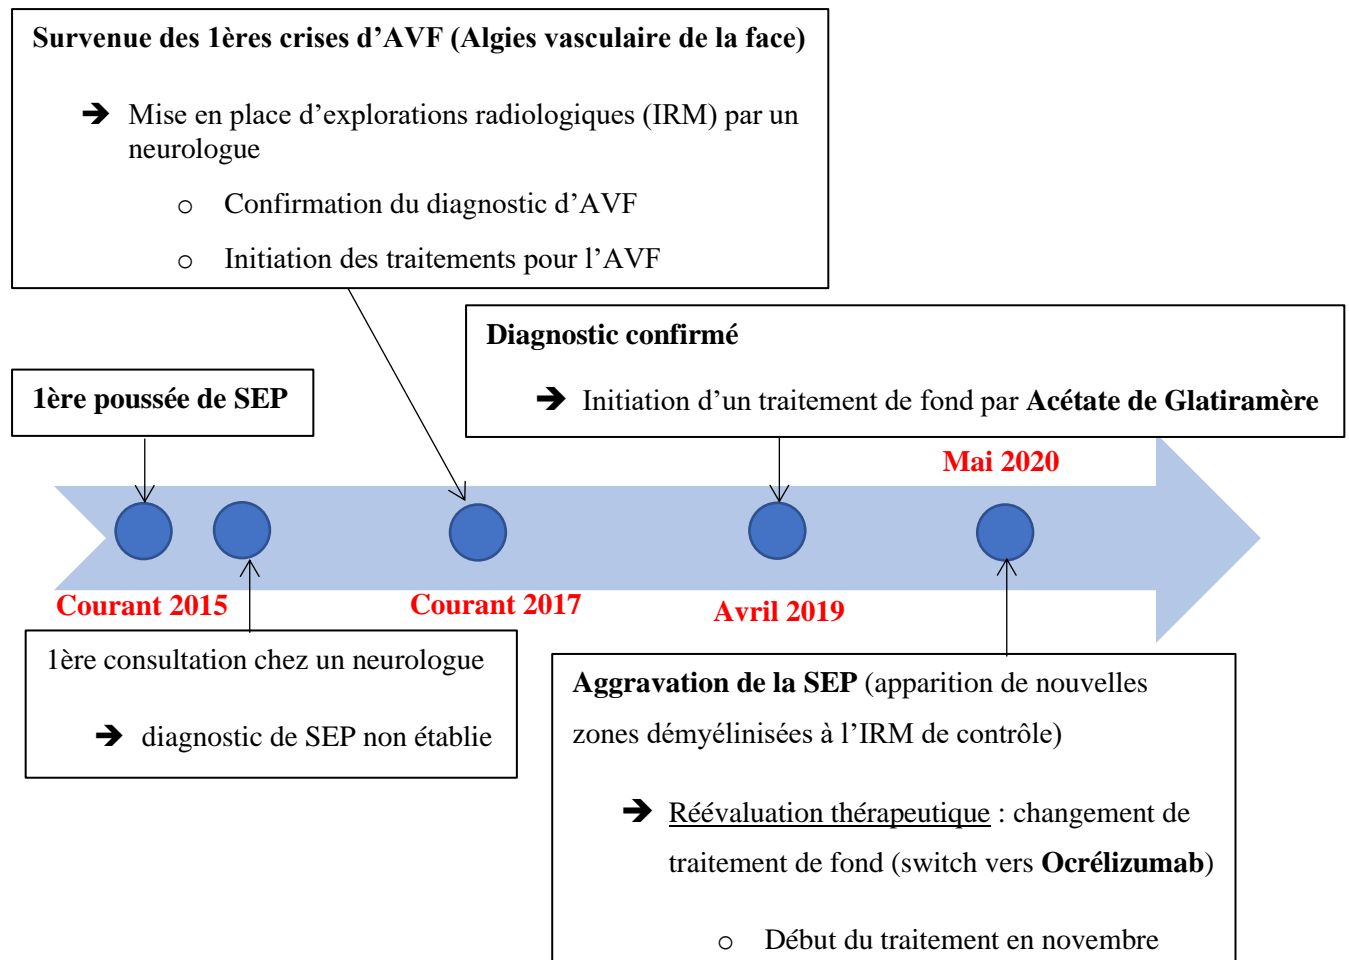 Survenue des 1ères crises d’AVF (Algies vasculaire de la face)
➔ Mise en place d’explorations radiologiques (IRM) par un
neurologue
o Confirmation du diagnostic d’AVF
o Initiation des traitements pour l’AVF
Diagnostic confirmé
➔ Initiation d’un traitement de fond par Acétate de Glatiramère
1ère poussée de SEP
Mai 2020
Courant 2015
Courant 2017
Avril 2019
1ère consultation chez un neurologue
➔ diagnostic de SEP non établie
Aggravation de la SEP (apparition de nouvelles
zones démyélinisées à l’IRM de contrôle)
➔ Réévaluation thérapeutique : changement de
traitement de fond (switch vers Ocrélizumab)
o Début du traitement en novembre